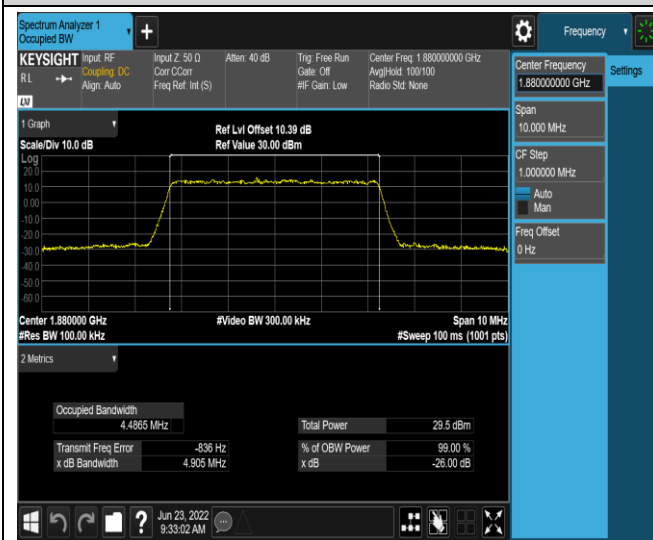 Spectrum Analyzer 1
Occupied BW
+
Frequency
KEYSIGHT
RL
LXI
Input: RF
Coupling: DC
Align: Auto
Input Z: 50 Ω
Corr CCorr
Freq Ref: Int (S)
Atten: 40 dB
Trig: Free Run
Gate: Off
#IF Gain: Low
Center Freq: 1.880000000 GHz
Avg|Hold: 100/100
Radio Std: None
Center Frequency
1.880000000 GHz
Settings
Span
10.000 MHz
CF Step
1.000000 MHz
Auto
Man
Freq Offset
0 Hz
1 Graph
Scale/Div 10.0 dB
Ref Lvl Offset 10.39 dB
Ref Value 30.00 dBm
Log
20.0
10.0
0.00
-10.0
-20.0
-30.0
-40.0
-50.0
-60.0
Center 1.880000 GHz
#Res BW 100.00 kHz
#Video BW 300.00 kHz
Span 10 MHz
#Sweep 100 ms (1001 pts)
2 Metrics
Occupied Bandwidth
4.4865 MHz
Total Power 29.5 dBm
Transmit Freq Error -836 Hz
% of OBW Power 99.00 %
x dB Bandwidth 4.905 MHz
x dB -26.00 dB
?
Jun 23, 2022
9:33:02 AM